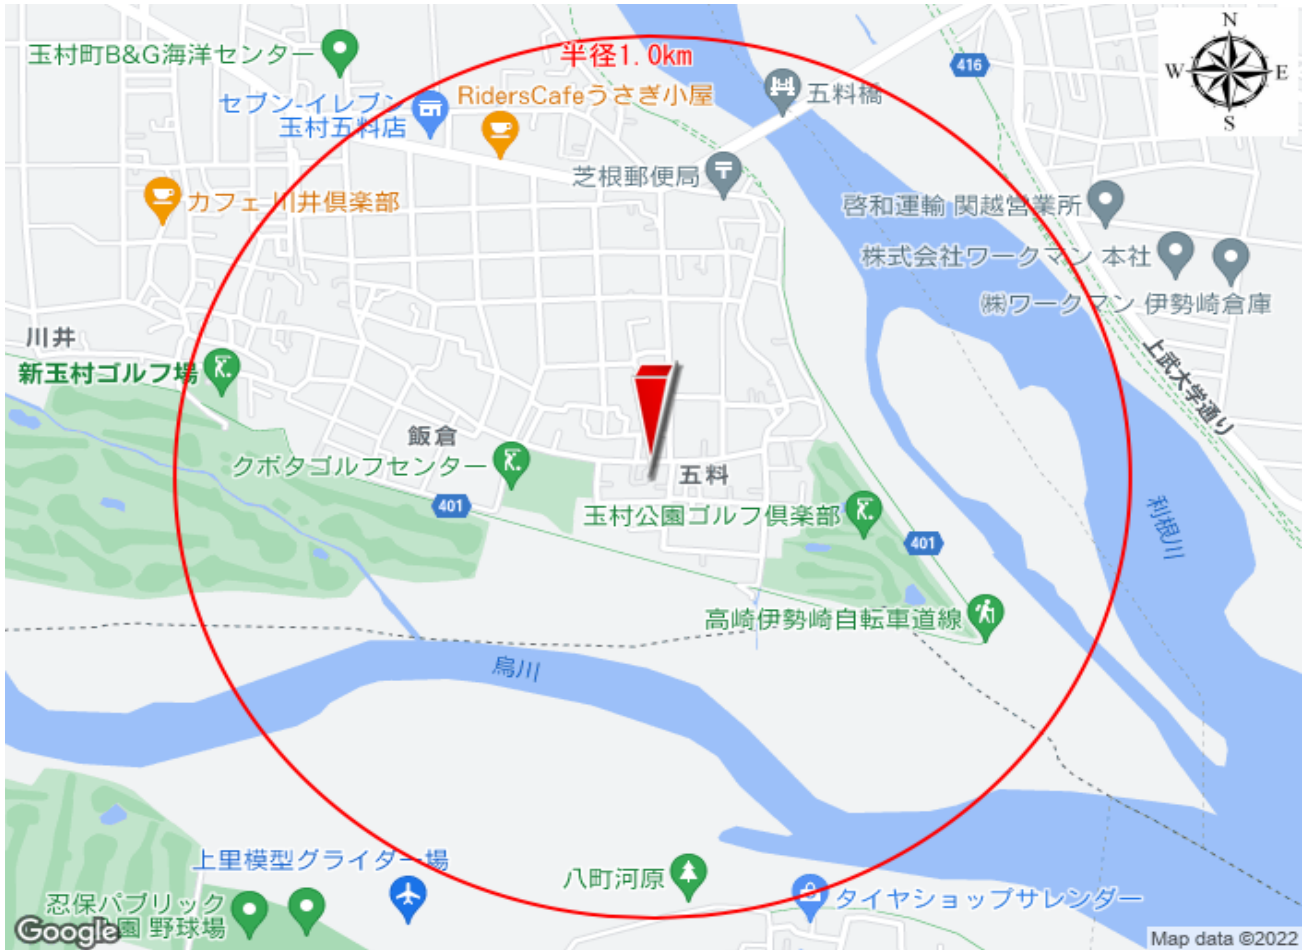 N
W
E
S
半径1.0km
玉村町B&G海洋センター
416
五料橋
セブン-イレブン
玉村五料店
RidersCafeうさぎ小屋
芝根郵便局
カフェ 川井倶楽部
啓和運輸 関越営業所
株式会社ワークマン 本社
㈱ワークマン 伊勢崎倉庫
川井
新玉村ゴルフ場
上武大学通り
飯倉
クポタゴルフセンター
五料
401
玉村公園ゴルフ倶楽部
利根川
401
高崎伊勢崎自転車道線
烏川
上里模型グライダー場
八町河原
忍保パブリック
園 野球場
タイヤショップサレンダー
Google
Map data ©2022